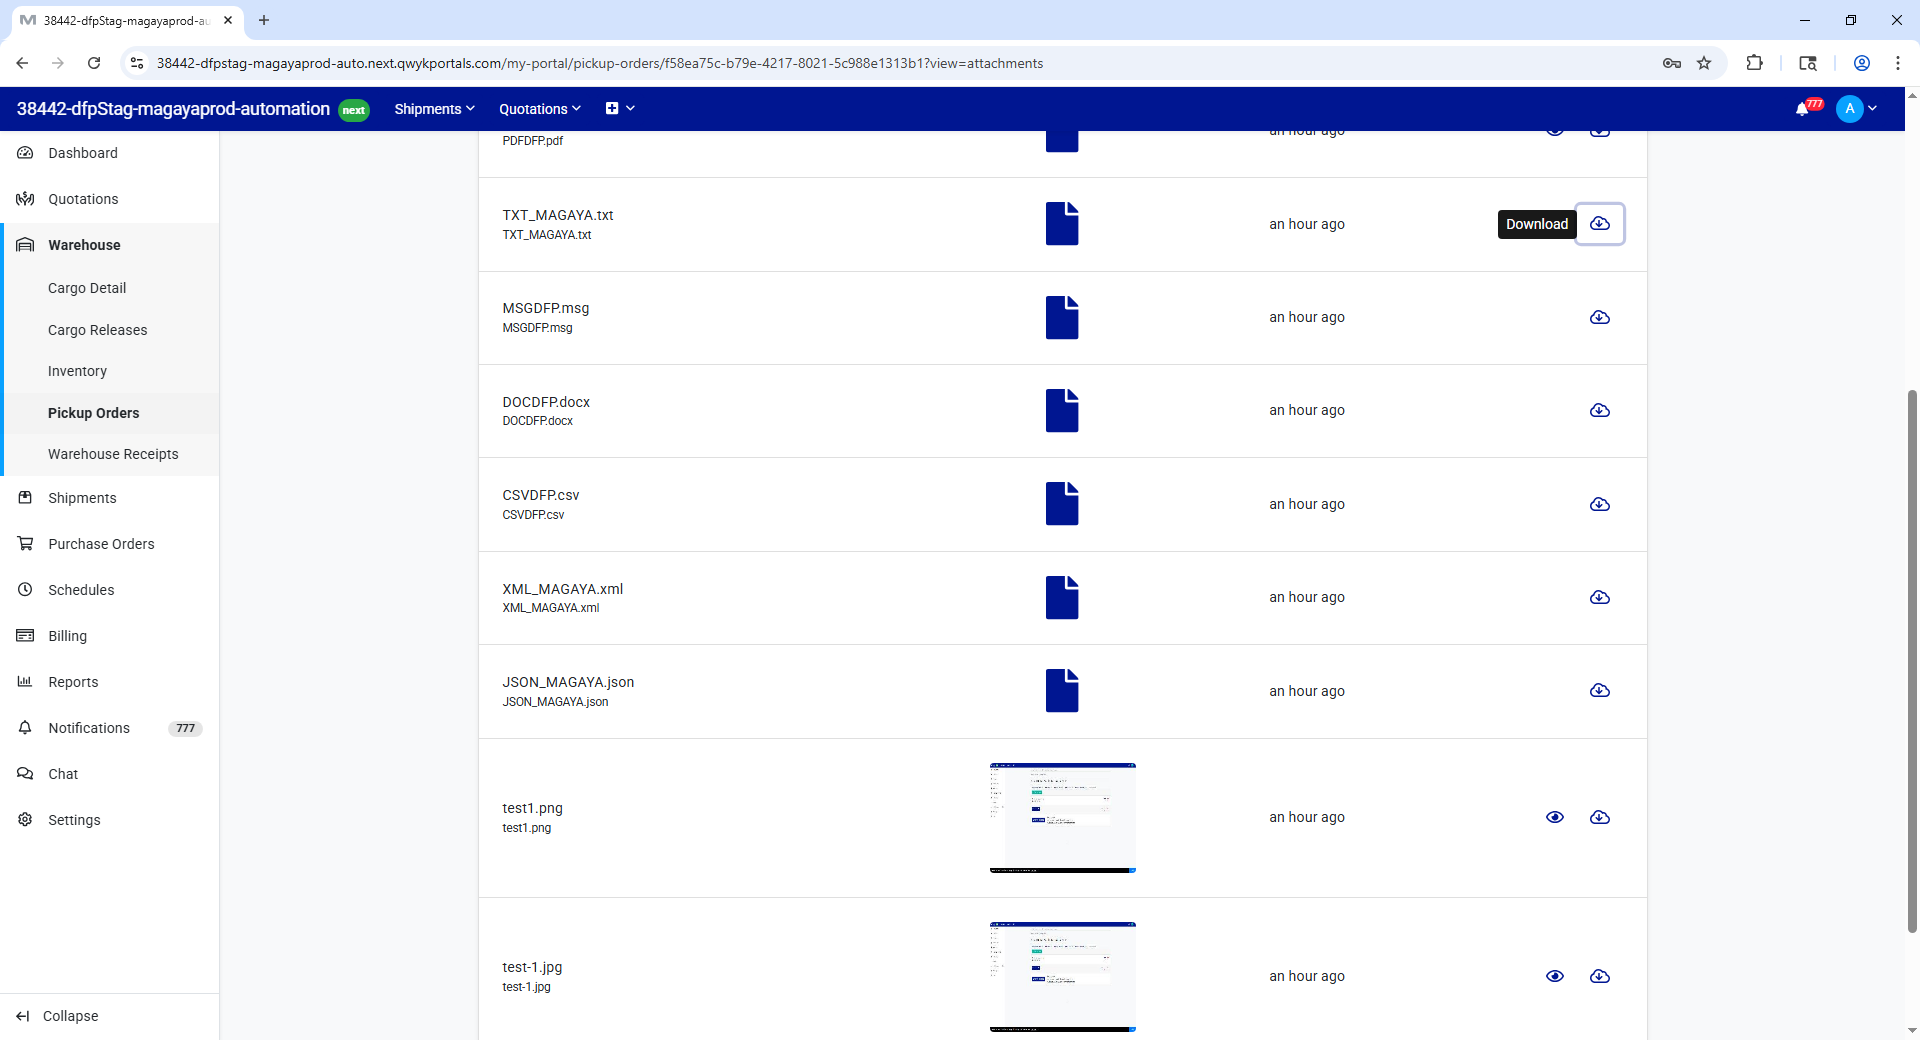 38442-dfpStag-magayaprod-au
38442-dfpstag-magayaprod-auto.next.qwykportals.com/my-portal/pickup-orders/f58ea75c-b79e-4217-8021-5c988e1313b1?view=attachments
38442-dfpStag-magayaprod-automation next Shipments Quotations 777 A
Dashboard
Quotations
Warehouse
Cargo Detail
Cargo Releases
Inventory
Pickup Orders
Warehouse Receipts
Shipments
Purchase Orders
Schedules
Billing
Reports
Notifications 777
Chat
Settings
Collapse
an hour ago
PDFDFP.pdf
TXT_MAGAYA.txt
TXT_MAGAYA.txt
an hour ago
Download
MSGDFP.msg
MSGDFP.msg
an hour ago
DOCDFP.docx
DOCDFP.docx
an hour ago
CSVDFP.csv
CSVDFP.csv
an hour ago
XML_MAGAYA.xml
XML_MAGAYA.xml
an hour ago
JSON_MAGAYA.json
JSON_MAGAYA.json
an hour ago
test1.png
test1.png
an hour ago
test-1.jpg
test-1.jpg
an hour ago